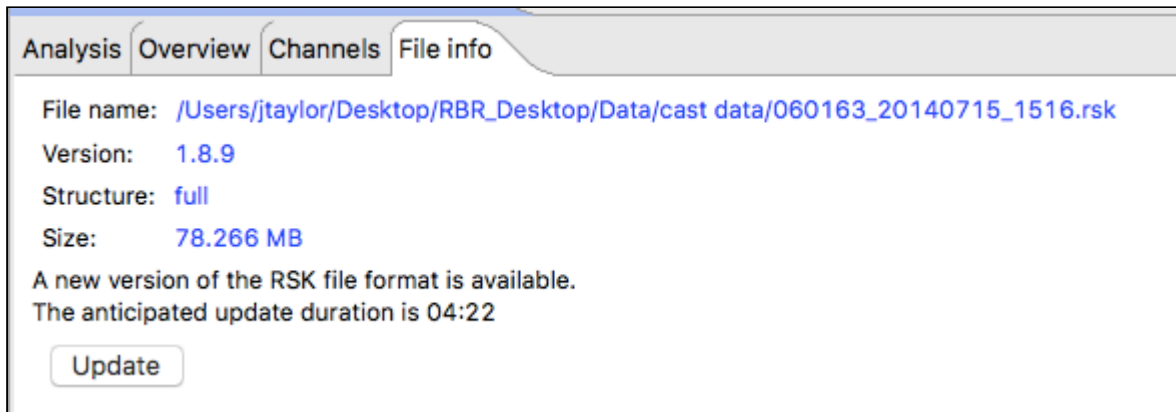 Analysis Overview Channels File info
File name: /Users/jtaylor/Desktop/RBR_Desktop/Data/cast data/060163_20140715_1516.rsk
Version: 1.8.9
Structure: full
Size: 78.266 MB
A new version of the RSK file format is available.
The anticipated update duration is 04:22
Update